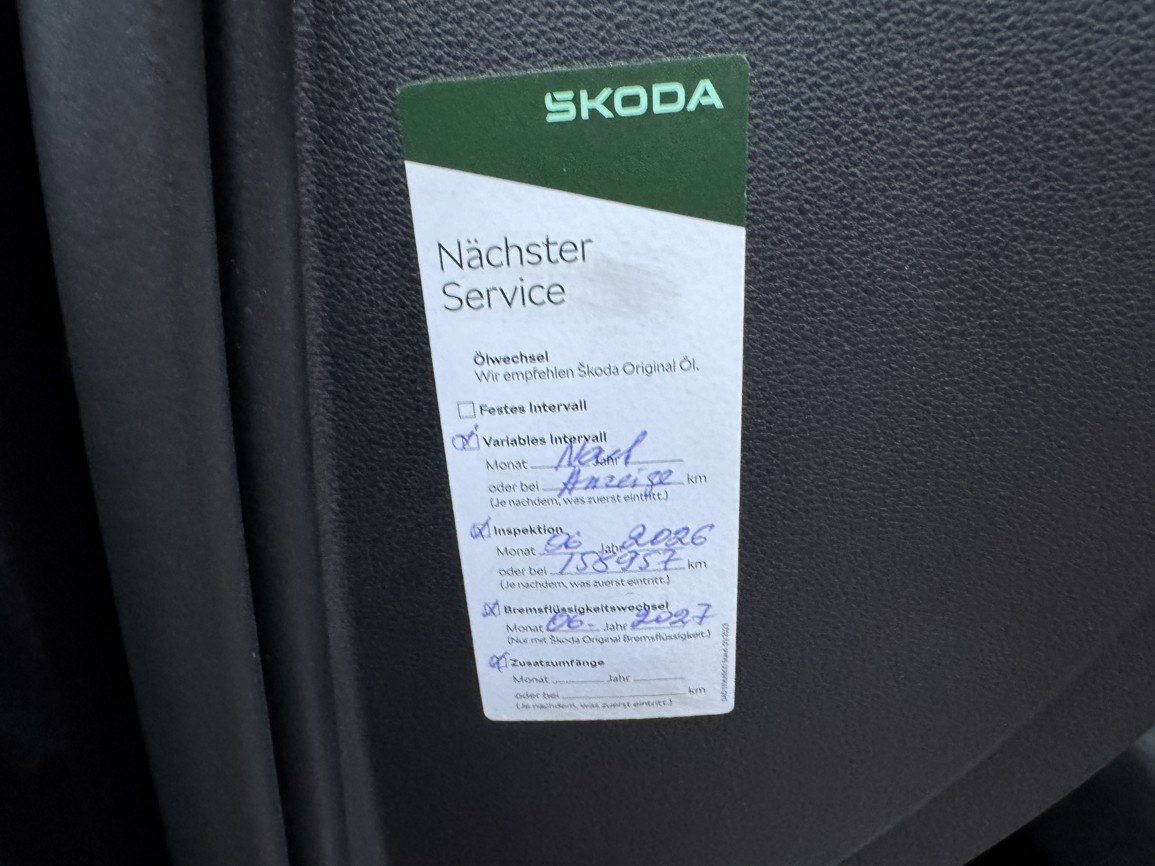 ŠKODA
Nächster
Service
Ölwechsel
Wir empfehlen Škoda Original Öl.
Festes Intervall
Variables Intervall
Monat Nach Jahr
oder bei Anzeige km
(Je nachdem, was zuerst eintritt.)
Inspektion
Monat 06 Jahr 2026
oder bei 158957 km
(Je nachdem, was zuerst eintritt.)
Bremsflüssigkeitswechsel
Monat 06. Jahr 2027
(Nur mit Škoda Original Bremsflüssigkeit.)
Zusatzumfänge
Monat Jahr
oder bei km
(Je nachdem, was zuerst eintritt.)